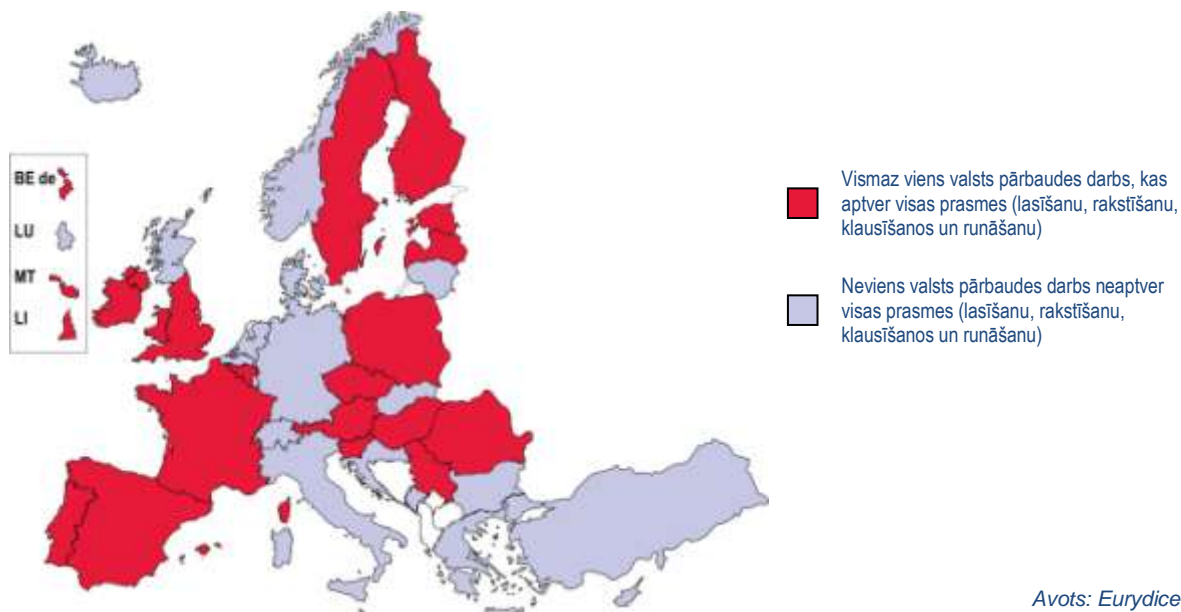 BE de
LU
MT
LI
Vismaz viens valsts pārbaudes darbs, kas
aptver visas prasmes (lasīšanu, rakstīšanu,
klausīšanos un runāšanu)
Neviens valsts pārbaudes darbs neaptver
visas prasmes (lasīšanu, rakstīšanu,
klausīšanos un runāšanu)
Avots: Eurydice